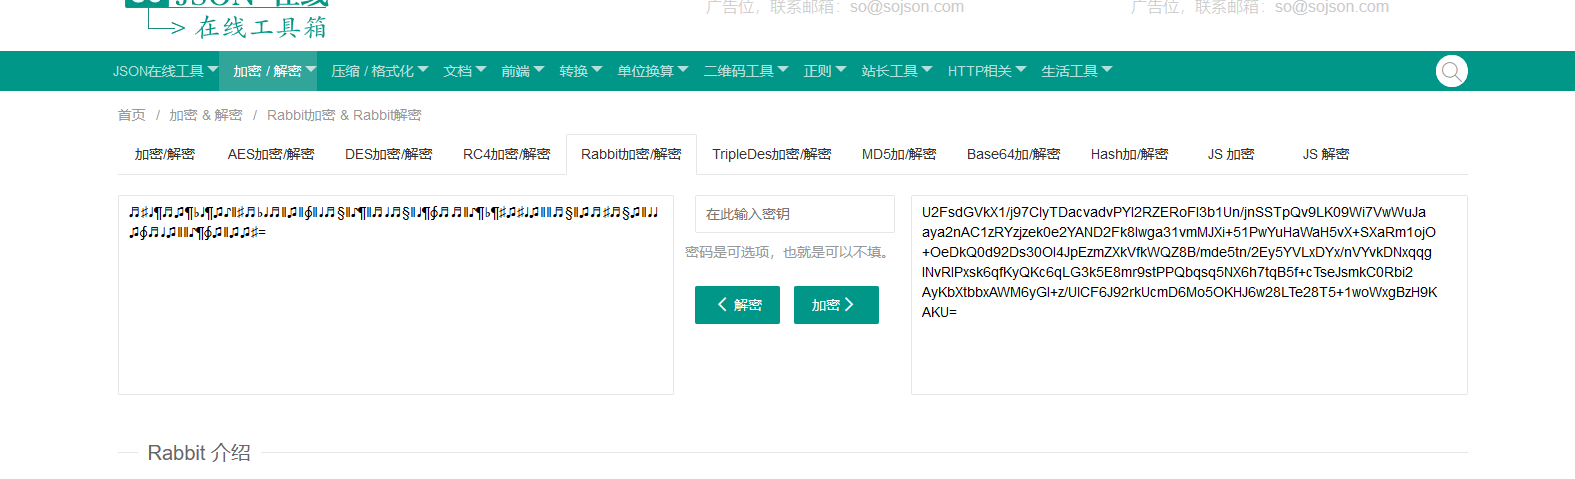 JSON 在线
在线工具箱
广告位，联系邮箱：so@sojson.com
广告位，联系邮箱：so@sojson.com
JSON在线工具 加密 / 解密 压缩 / 格式化 文档 前端 转换 单位换算 二维码工具 正则 站长工具 HTTP相关 生活工具
首页 / 加密 & 解密 / Rabbit加密 & Rabbit解密
加密/解密 AES加密/解密 DES加密/解密 RC4加密/解密 Rabbit加密/解密 TripleDes加密/解密 MD5加/解密 Base64加/解密 Hash加/解密 JS 加密 JS 解密
♬♯♩¶♬♫¶♭♩¶♫♪‖♯♬♭♩♬‖♫‖∮‖♩♬§‖♪¶‖♬♩♬§‖♩¶∮♬♬‖♪¶♭¶♯♫♯♩♫‖‖♬§‖♫♬♯♬§♫‖♩♩
♫∮♬♩♫‖‖♪¶∮♫‖♫♫♯=
在此输入密钥
密码是可选项，也就是可以不填。
解密 加密
U2FsdGVkX1/j97ClyTDacvadvPYl2RZERoFl3b1Un/jnSSTpQv9LK09Wi7VwWuJa
aya2nAC1zRYzjzek0e2YAND2Fk8lwga31vmMJXi+51PwYuHaWaH5vX+SXaRm1ojO
+OeDkQ0d92Ds30Ol4JpEzmZXkVfkWQZ8B/mde5tn/2Ey5YVLxDYx/nVYvkDNxqqg
lNvRlPxsk6qfKyQKc6qLG3k5E8mr9stPPQbqsq5NX6h7tqB5f+cTseJsmkC0Rbi2
AyKbXtbbxAWM6yGl+z/UlCF6J92rkUcmD6Mo5OKHJ6w28LTe28T5+1woWxgBzH9K
AKU=
Rabbit 介绍